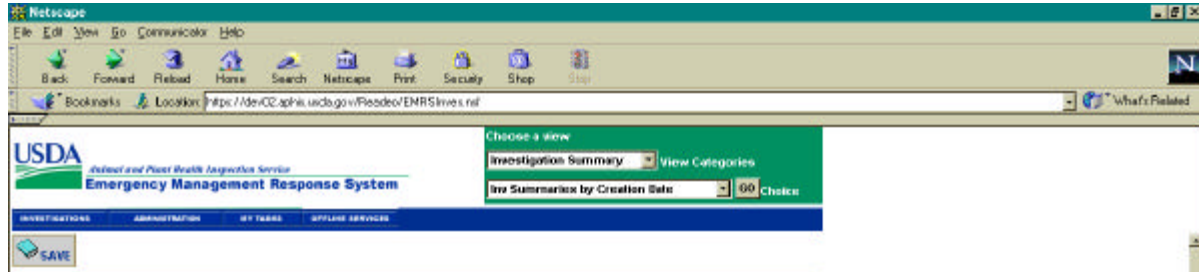 Netscape
File Edit View Go Communicator Help
Back Forward Reload Home Search Netscape Print Security Shop Stop
Bookmarks Location: https://dev02.aphis.usda.gov/Reados/EMRSInves.nsf What's Related
N
USDA
Animal and Plant Health Inspection Service
Emergency Management Response System
Choose a view
Investigation Summary View Categories
Inv Summaries by Creation Date GO Choice
INVESTIGATIONS ADMINISTRATION MY TASKS OFFLINE SERVICES
SAVE